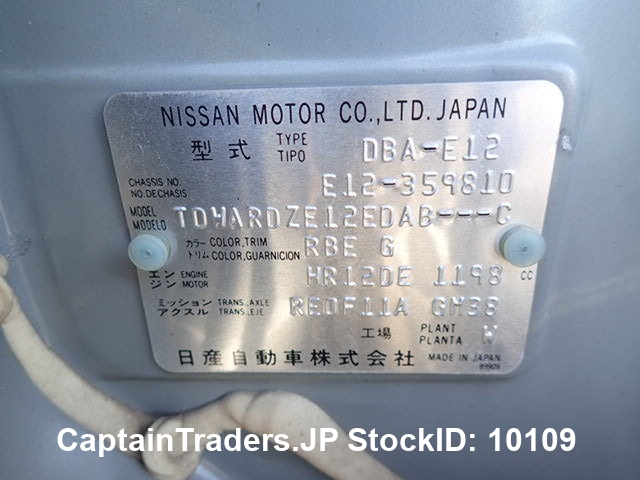 NISSAN MOTOR CO.,LTD. JAPAN
型式 TYPE TIPO DBA-E12
CHASSIS NO. NO.DECHASIS E12-359810
MODEL MODELO TDWARDZE12EDAB---C
カラー COLOR,TRIM トリム COLOR,GUARNICION RBE G
エンジン ENGINE MOTOR HR12DE 1198 CC
ミッション TRANS.,AXLE アクスル TRANS.,EJE RE0F11A GH38
工場 PLANT PLANTA W
日産自動車株式会社 MADE IN JAPAN
CaptainTraders.JP StockID: 10109